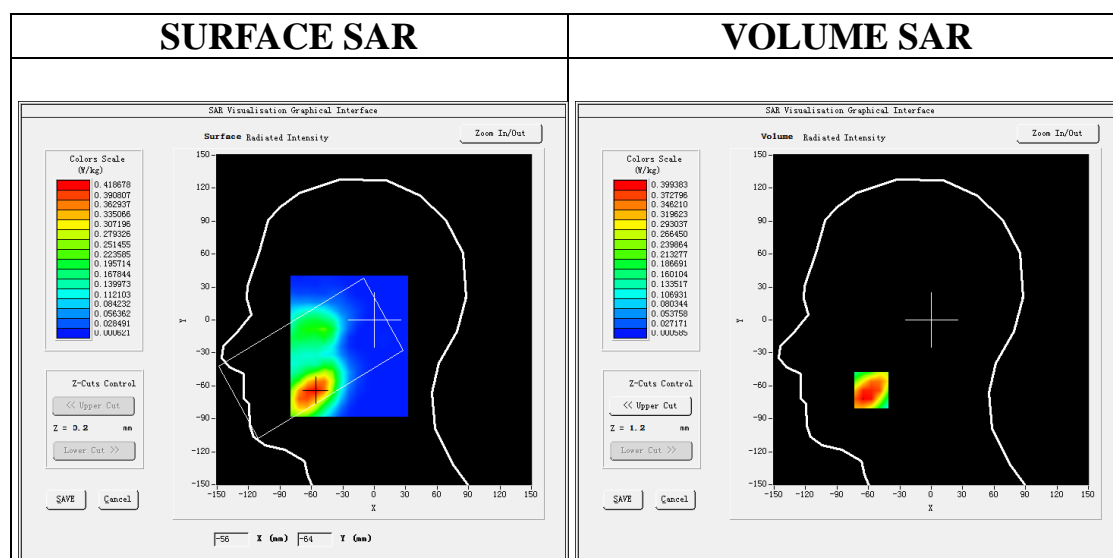 SURFACE SAR
VOLUME SAR
SAR Visualisation Graphical Interface
Surface Radiated Intensity
Zoom In/Out
Colors Scale
(W/kg)
0.418678
0.390807
0.362937
0.335066
0.307196
0.279326
0.251455
0.223585
0.195714
0.167844
0.139973
0.112103
0.084232
0.056362
0.028491
0.000621
150
120
90
60
30
0
-30
-60
-90
-120
-150
Y
-150 -120 -90 -60 -30 0 30 60 90 120 150
X
Z-Cuts Control
<< Upper Cut
Z = 3.2 mm
Lower Cut >>
SAVE Cancel
-56 X (mm) -64 Y (mm)
SAR Visualisation Graphical Interface
Volume Radiated Intensity
Zoom In/Out
Colors Scale
(W/kg)
0.399383
0.372796
0.346210
0.319623
0.293037
0.266450
0.239864
0.213277
0.186691
0.160104
0.133517
0.106931
0.080344
0.053758
0.027171
0.000585
150
120
90
60
30
0
-30
-60
-90
-120
-150
Y
-150 -120 -90 -60 -30 0 30 60 90 120 150
X
Z-Cuts Control
<< Upper Cut
Z = 1.2 mm
Lower Cut >>
SAVE Cancel